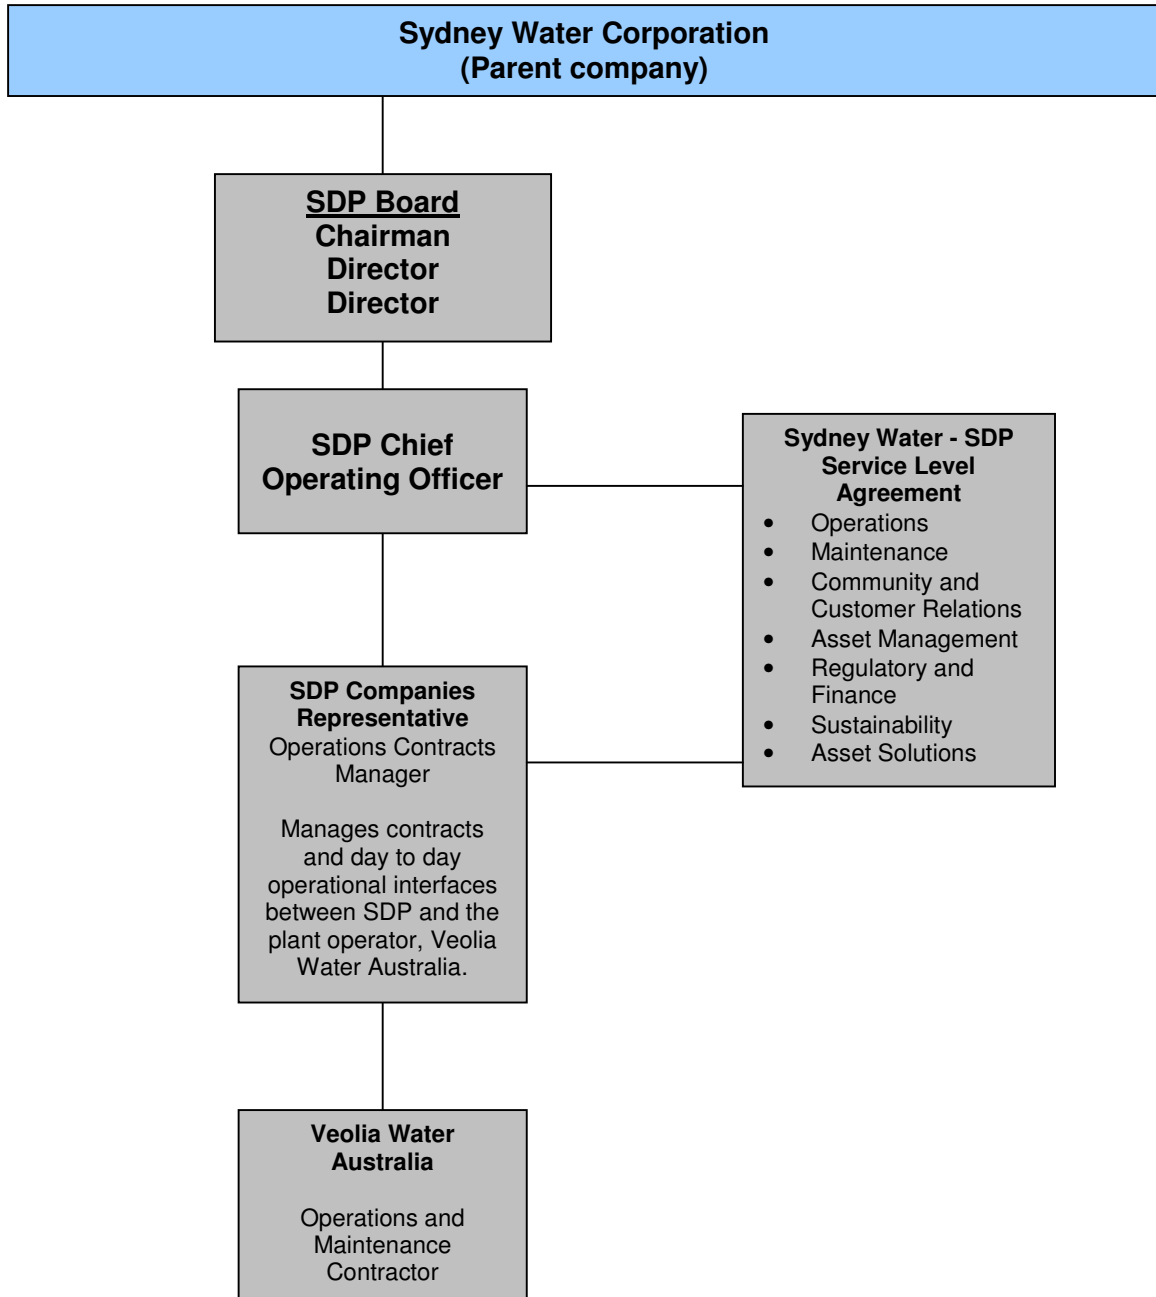 Sydney Water Corporation
(Parent company)
SDP Board
Chairman
Director
Director
SDP Chief
Operating Officer
Sydney Water - SDP
Service Level
Agreement
• Operations
• Maintenance
• Community and
Customer Relations
• Asset Management
• Regulatory and
Finance
• Sustainability
• Asset Solutions
SDP Companies
Representative
Operations Contracts
Manager
Manages contracts
and day to day
operational interfaces
between SDP and the
plant operator, Veolia
Water Australia.
Veolia Water
Australia
Operations and
Maintenance
Contractor